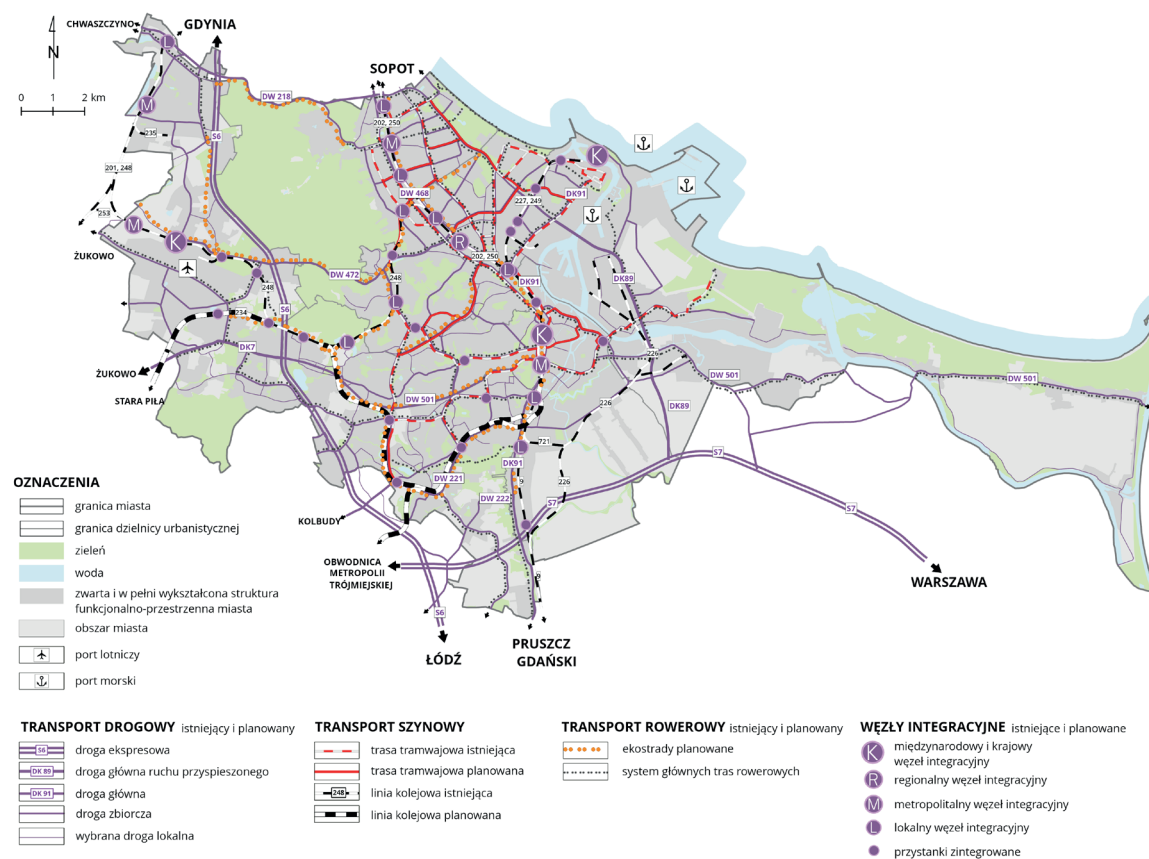 CHWASZCZYNO
GDYNIA
N
SOPOT
0 1 2 km
DW 218
202, 250
S6
235
201, 248
253
DW 468
227, 249
DK91
ŻUKOWO
202, 250
DW 472
248
248
DK91
DK89
234
S6
DK7
226
ŻUKOWO
DW 501
DW 501
STARA PIŁA
DW 501
226
DK89
721
DK91
S7
DW 221
9
226
DW 222
S7
S7
KOLBUDY
OBWODNICA
METROPOLII
TRÓJMIEJSKIEJ
9
WARSZAWA
S6
ŁÓDŹ
PRUSZCZ
GDAŃSKI
OZNACZENIA
granica miasta
granica dzielnicy urbanistycznej
zieleń
woda
zwarta i w pełni wykształcona struktura
funkcjonalno-przestrzenna miasta
obszar miasta
port lotniczy
port morski
TRANSPORT DROGOWY istniejący i planowany
S6 droga ekspresowa
DK 89 droga główna ruchu przyspieszonego
DK 91 droga główna
droga zbiorcza
wybrana droga lokalna
TRANSPORT SZYNOWY
trasa tramwajowa istniejąca
trasa tramwajowa planowana
248 linia kolejowa istniejąca
linia kolejowa planowana
TRANSPORT ROWEROWY istniejący i planowany
ekostrady planowane
system głównych tras rowerowych
WĘZŁY INTEGRACYJNE istniejące i planowane
K międzynarodowy i krajowy
węzeł integracyjny
R regionalny węzeł integracyjny
M metropolitalny węzeł integracyjny
L lokalny węzeł integracyjny
przystanki zintegrowane